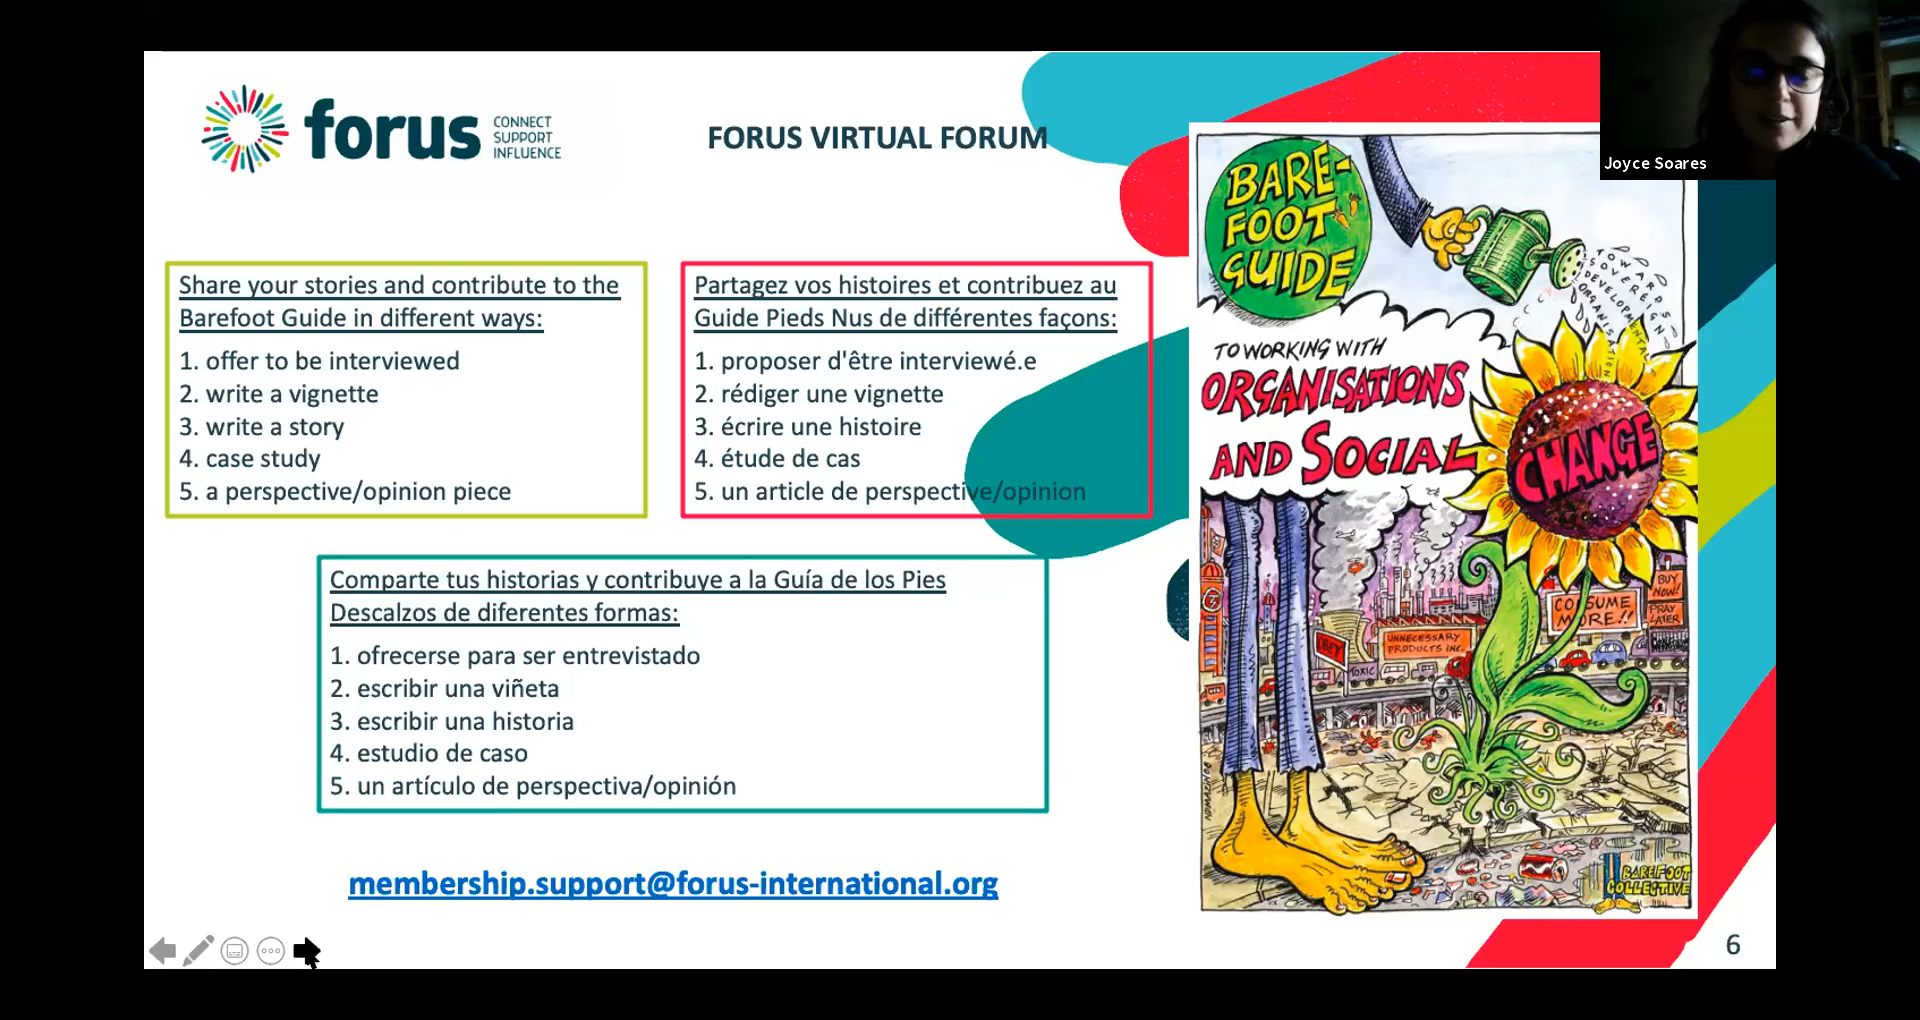 forus
CONNECT
SUPPORT
INFLUENCE
FORUS VIRTUAL FORUM
Joyce Soares
Share your stories and contribute to the
Barefoot Guide in different ways:
1. offer to be interviewed
2. write a vignette
3. write a story
4. case study
5. a perspective/opinion piece
Partagez vos histoires et contribuez au
Guide Pieds Nus de différentes façons:
1. proposer d'être interviewé.e
2. rédiger une vignette
3. écrire une histoire
4. étude de cas
5. un article de perspective/opinion
Comparte tus historias y contribuye a la Guía de los Pies
Descalzos de diferentes formas:
1. ofrecerse para ser entrevistado
2. escribir una viñeta
3. escribir una historia
4. estudio de caso
5. un artículo de perspectiva/opinión
membership.support@forus-international.org
BARE-
FOOT
GUIDE
TOWARDS
SOVEREIGN
DEVELOPMENTAL
ORGANISATIONS
TO WORKING WITH
ORGANISATIONS
AND SOCIAL
CHANGE
BUY
NOW!
PRAY
LATER
CONSUME
MORE!!
UNNECESSARY
PRODUCTS INC.
OBEY
TOXIC
NOMAZINDO
BAREFOOT
COLLECTIVE
6